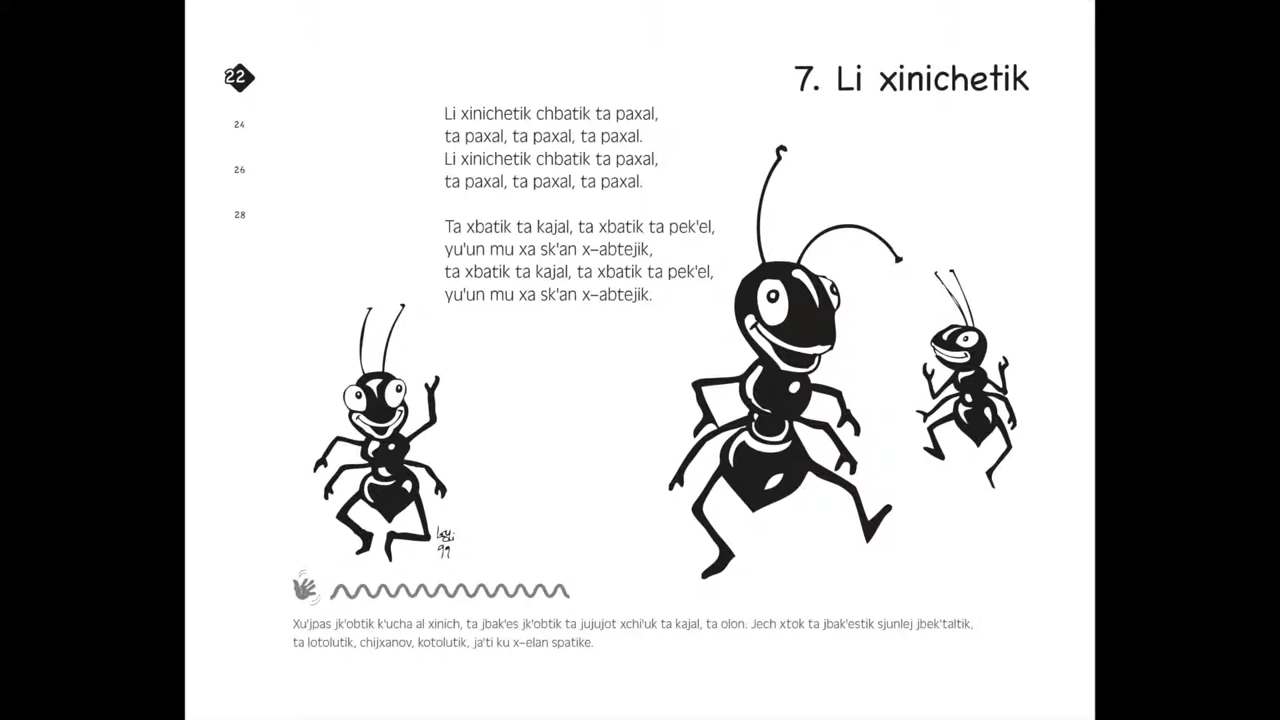 22
7. Li xinichetik
24
26
28
Li xinichetik chbatik ta paxal,
ta paxal, ta paxal, ta paxal.
Li xinichetik chbatik ta paxal,
ta paxal, ta paxal, ta paxal.
Ta xbatik ta kajal, ta xbatik ta pek'el,
yu'un mu xa sk'an x–abtejik,
ta xbatik ta kajal, ta xbatik ta pek'el,
yu'un mu xa sk'an x–abtejik.
99
Xu'jpas jk'obtik k'ucha al xinich, ta jbak'es jk'obtik ta jujujot xchi'uk ta kajal, ta olon. Jech xtok ta jbak'estik sjunlej jbek'taltik,
ta lotolutik, chijxanov, kotolutik, ja'ti ku x–elan spatike.